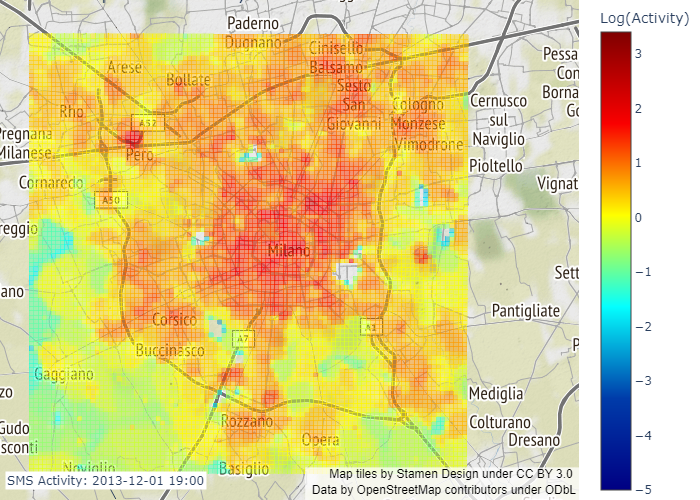 Log(Activity)
3
2
1
0
−1
−2
−3
−4
−5
Paderno
Dugnano
Cinisello
Balsamo
Sesto
San
Giovanni
Arese
Bollate
Rho
A52
Pero
Pregnana
Milanese
Cornaredo
A50
reggio
Cologno
Monzese
Vimodrone
Cernusco
sul
Naviglio
Pioltello
Pessa
Con
Borna
Go
Vignat
Milano
ano
Corsico
Buccinasco
A7
A1
Sett
Pantigliate
P
Gaggiano
zo
Gudo
sconti
Rozzano
Opera
Mediglia
Colturano
Dresano
Noviglio
Basiglio
SMS Activity: 2013-12-01 19:00
Map tiles by Stamen Design under CC BY 3.0
Data by OpenStreetMap contributors under ODbL